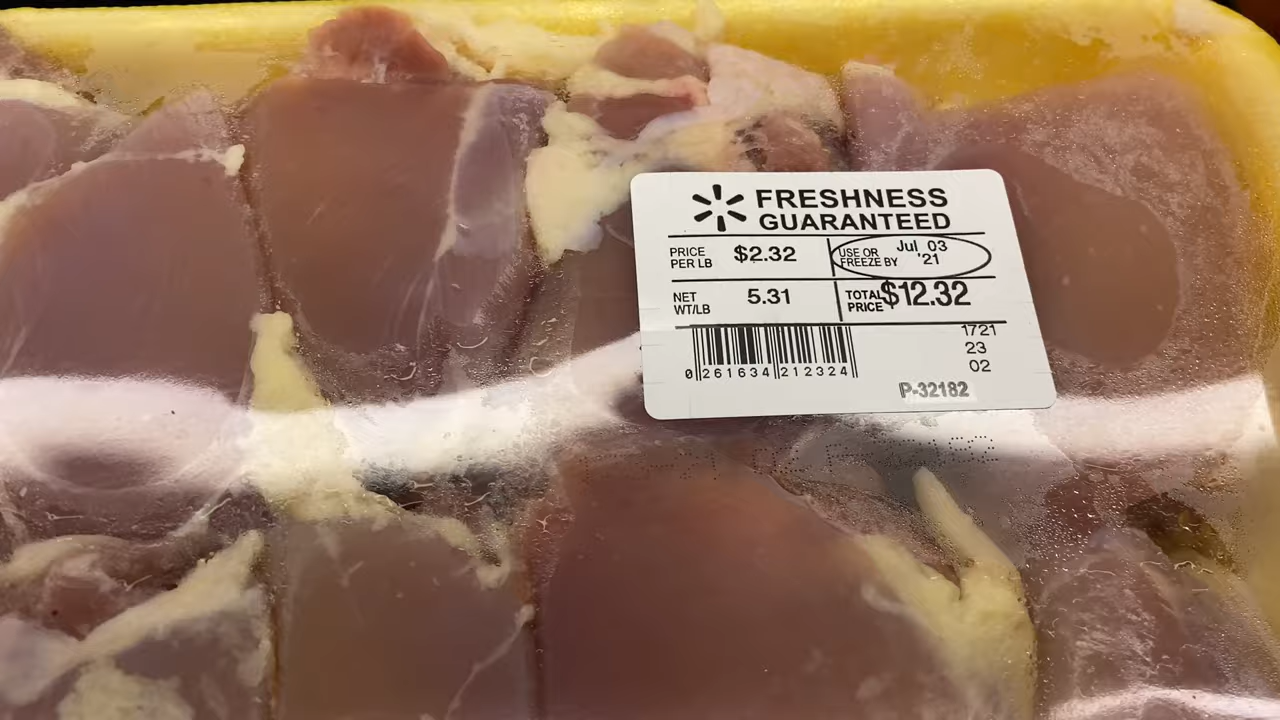 FRESHNESS
GUARANTEED
PRICE
PER LB
$2.32
USE OR
FREEZE BY
Jul 03
'21
NET
WT/LB
5.31
TOTAL
PRICE
$12.32
0 261634 212324
1721
23
02
P-32182